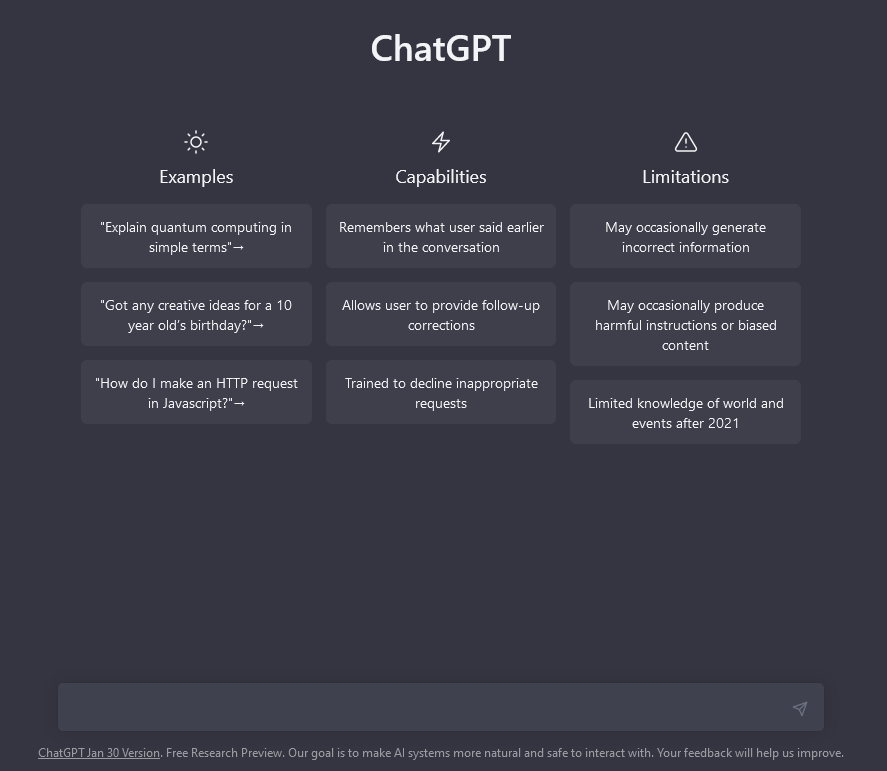 ChatGPT
Examples
"Explain quantum computing in
simple terms"→
"Got any creative ideas for a 10
year old's birthday?"→
"How do I make an HTTP request
in Javascript?"→
Capabilities
Remembers what user said earlier
in the conversation
Allows user to provide follow-up
corrections
Trained to decline inappropriate
requests
Limitations
May occasionally generate
incorrect information
May occasionally produce
harmful instructions or biased
content
Limited knowledge of world and
events after 2021
ChatGPT Jan 30 Version. Free Research Preview. Our goal is to make AI systems more natural and safe to interact with. Your feedback will help us improve.